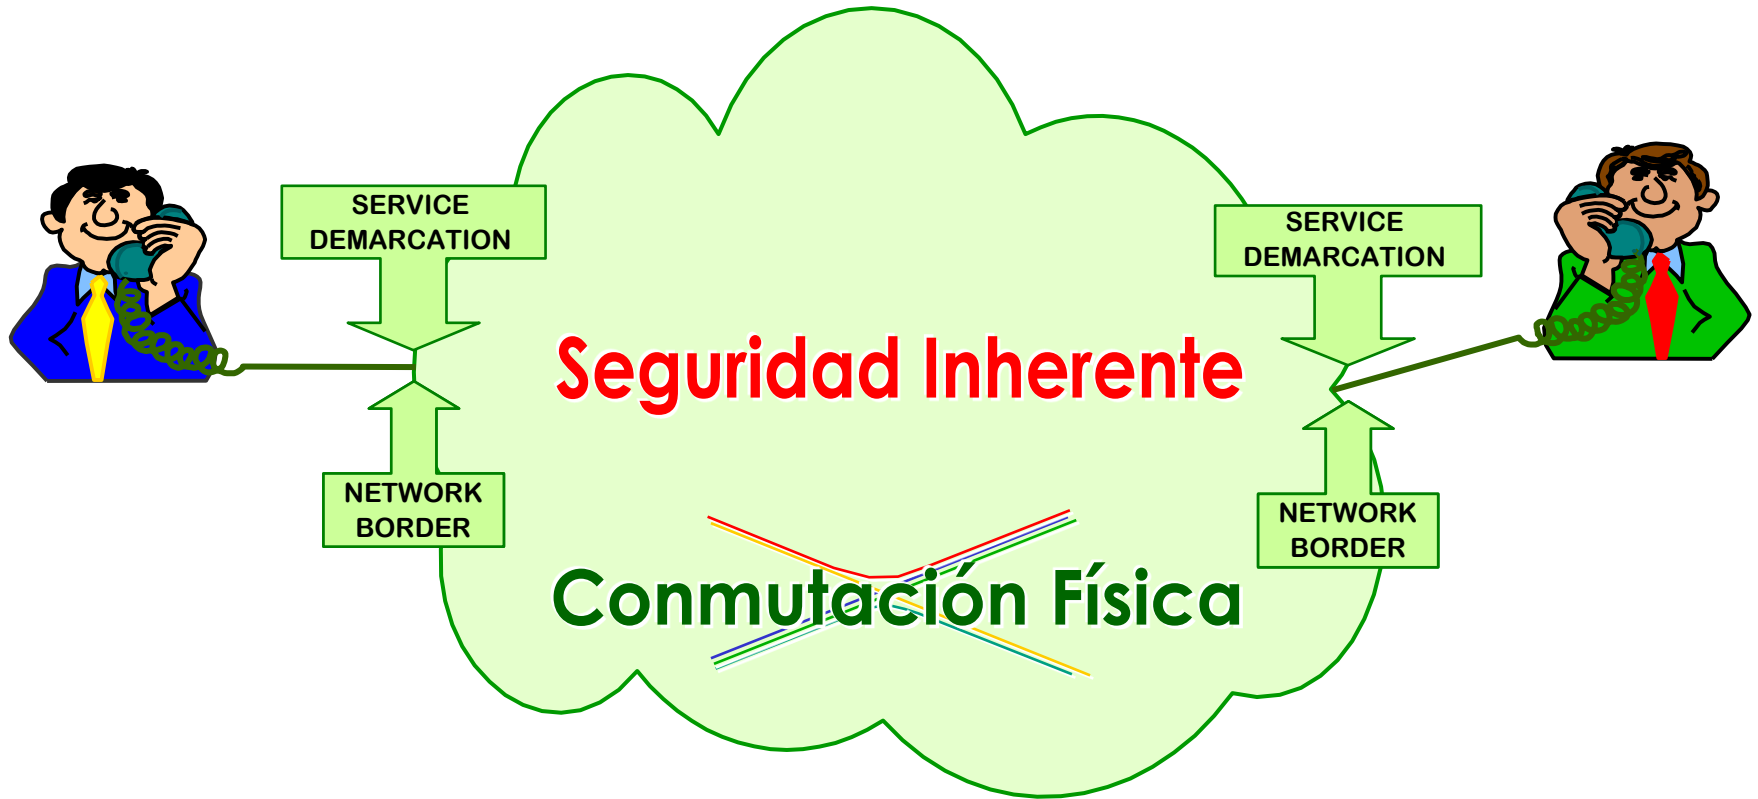 SERVICE
DEMARCATION
SERVICE
DEMARCATION
Seguridad Inherente
NETWORK
BORDER
NETWORK
BORDER
Conmutación Física